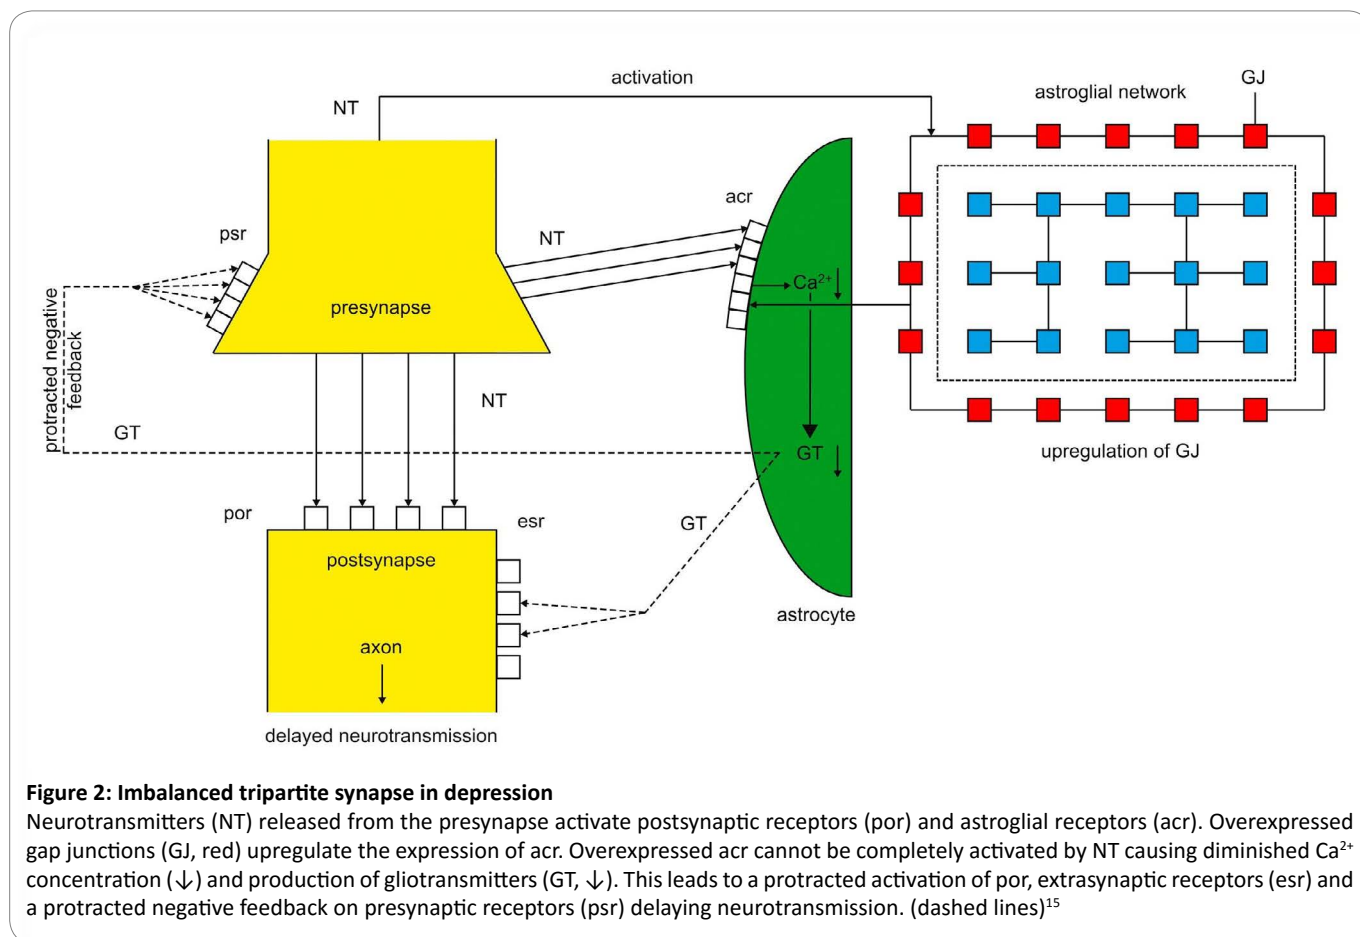 activation
GJ
NT
astroglial network
acr
psr
NT
Ca²⁺
presynapse
protracted negative
feedback
NT
GT
GT
upregulation of GJ
por
esr
GT
postsynapse
astrocyte
axon
delayed neurotransmission
Figure 2: Imbalanced tripartite synapse in depression
Neurotransmitters (NT) released from the presynapse activate postsynaptic receptors (por) and astroglial receptors (acr). Overexpressed
gap junctions (GJ, red) upregulate the expression of acr. Overexpressed acr cannot be completely activated by NT causing diminished Ca²⁺
concentration (↓) and production of gliotransmitters (GT, ↓). This leads to a protracted activation of por, extrasynaptic receptors (esr) and
a protracted negative feedback on presynaptic receptors (psr) delaying neurotransmission. (dashed lines)¹⁵